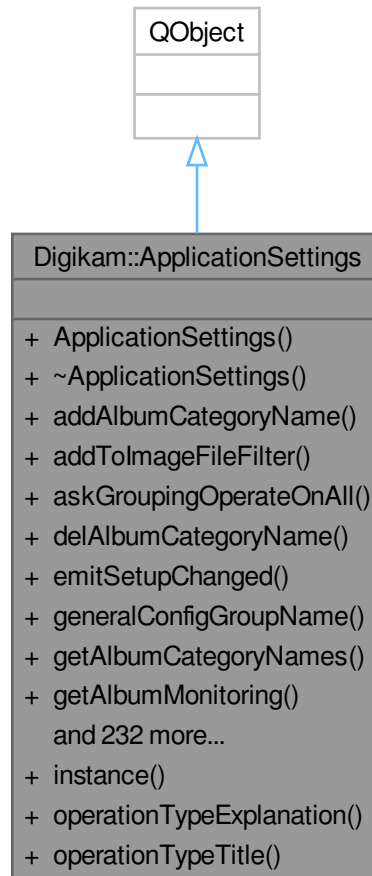 QObject
Digikam::ApplicationSettings
+ ApplicationSettings()
+ ~ApplicationSettings()
+ addAlbumCategoryName()
+ addToImageFileFilter()
+ askGroupingOperateOnAll()
+ delAlbumCategoryName()
+ emitSetupChanged()
+ generalConfigGroupName()
+ getAlbumCategoryNames()
+ getAlbumMonitoring()
and 232 more...
+ instance()
+ operationTypeExplanation()
+ operationTypeTitle()